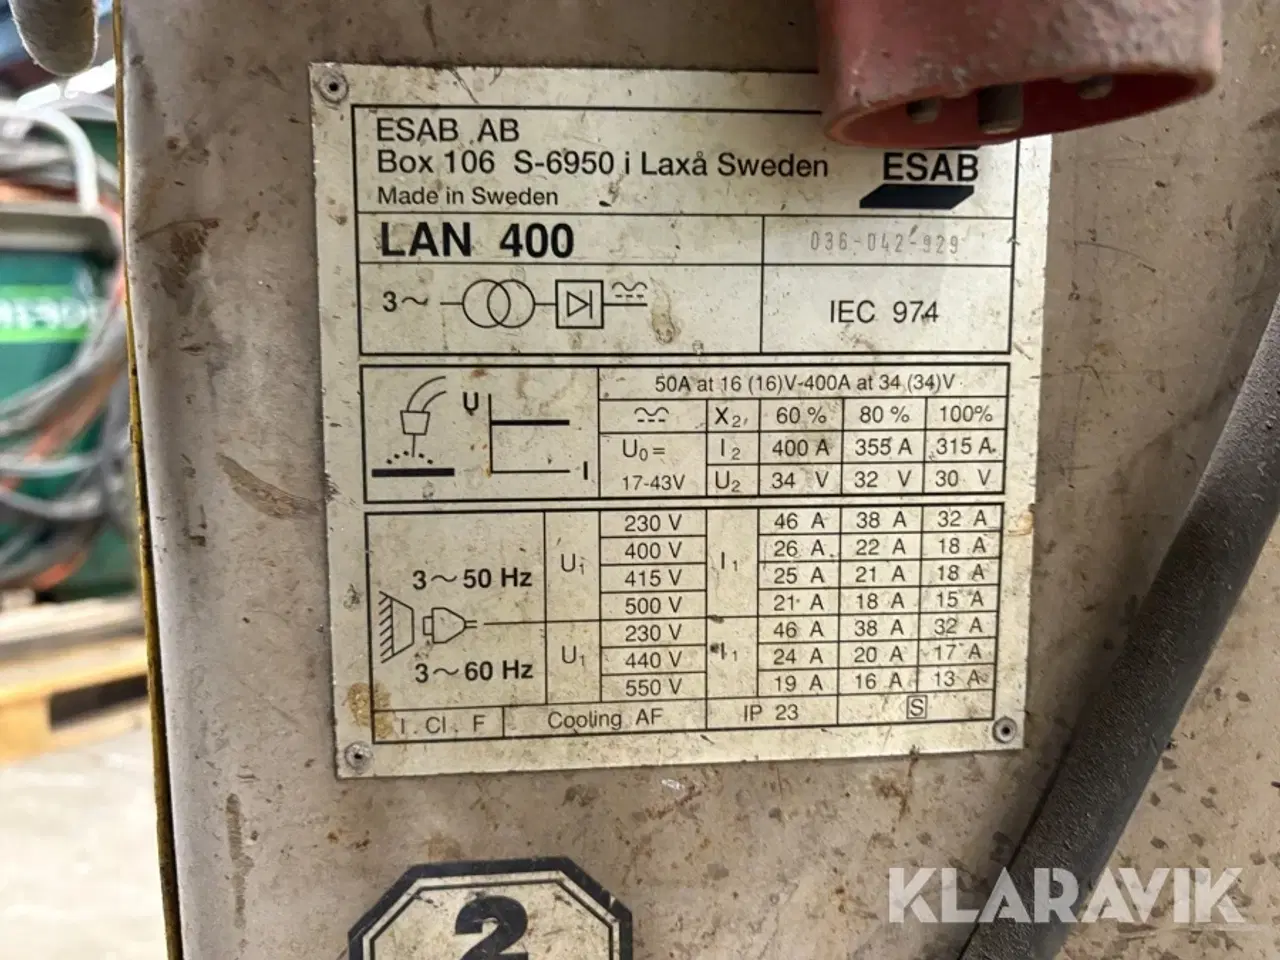 ESAB AB
Box 106 S-6950 i Laxå Sweden
ESAB
Made in Sweden
LAN 400
036-042-929
3~
IEC 974
50A at 16 (16)V-400A at 34 (34)V
V
I
X2, 60 % 80 % 100%
U0= I2 400 A 355 A 315 A
17-43V U2 34 V 32 V 30 V
3~50 Hz U1 I1
230 V 46 A 38 A 32 A
400 V 26 A 22 A 18 A
415 V 25 A 21 A 18 A
500 V 21 A 18 A 15 A
3~60 Hz U1 I1
230 V 46 A 38 A 32 A
440 V 24 A 20 A 17 A
550 V 19 A 16 A 13 A
I. Cl. F Cooling AF IP 23 S
2
KLARAVIK